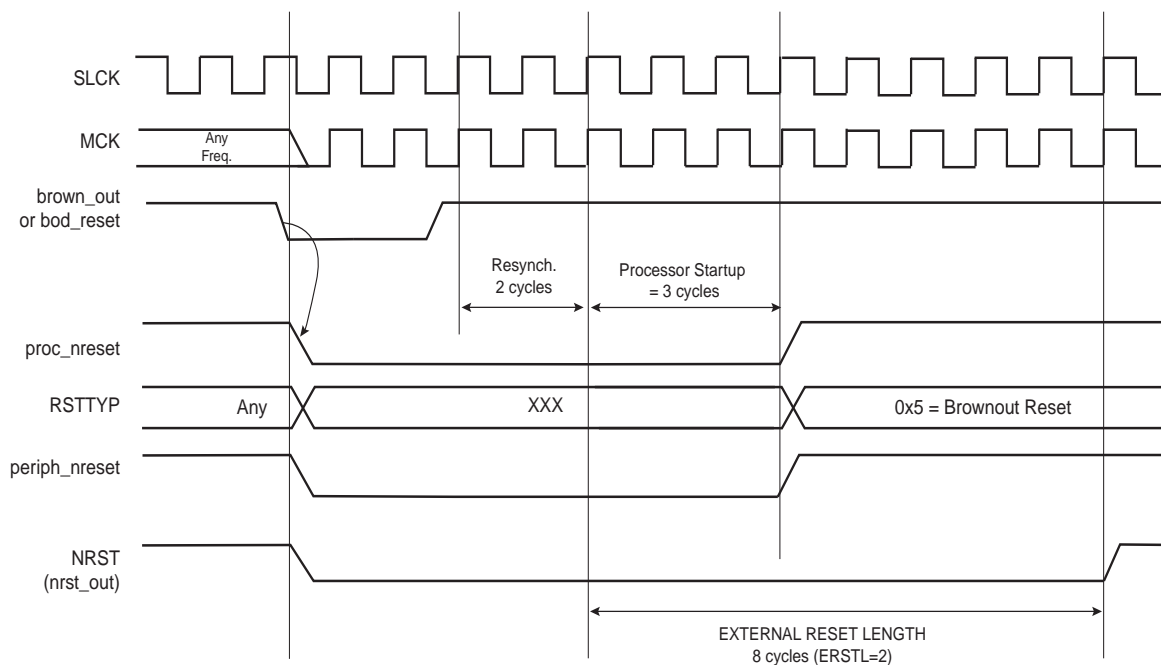 SLCK
MCK
Any
Freq.
brown_out
or bod_reset
Resynch.
2 cycles
Processor Startup
= 3 cycles
proc_nreset
RSTTYP
Any
XXX
0x5 = Brownout Reset
periph_nreset
NRST
(nrst_out)
EXTERNAL RESET LENGTH
8 cycles (ERSTL=2)